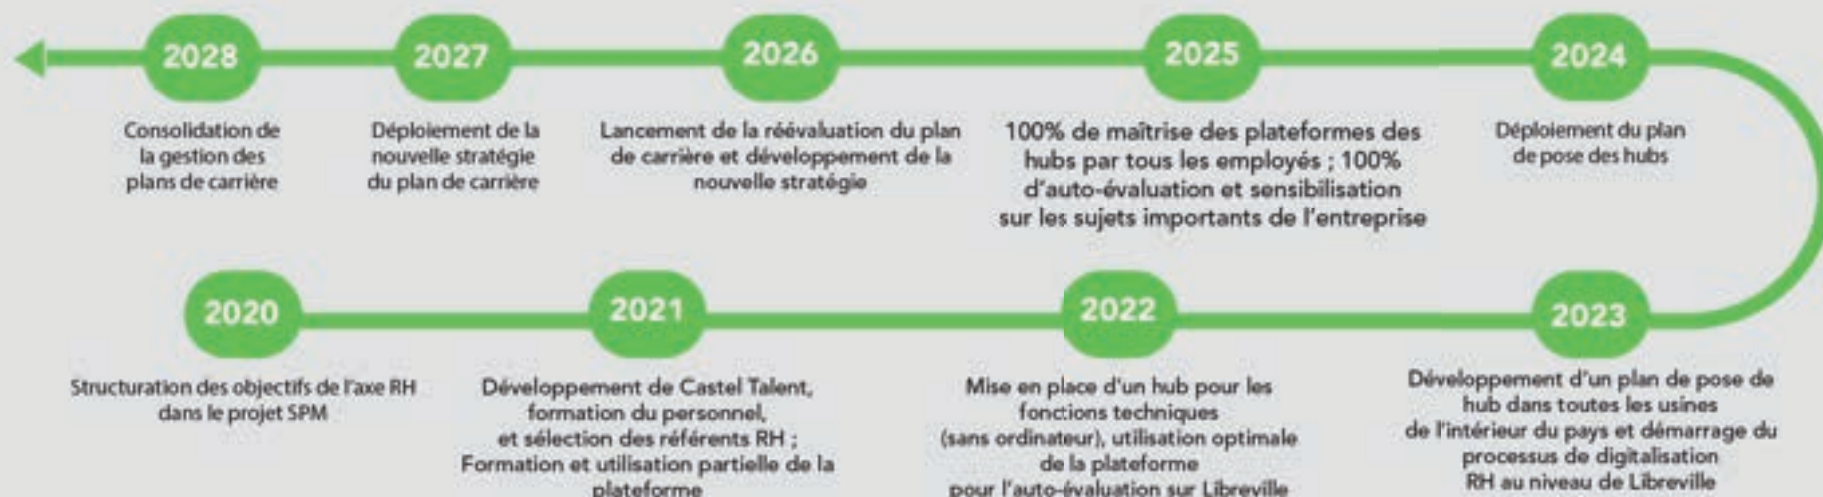 2028
Consolidation de
la gestion des
plans de carrière
2027
Déploiement de la
nouvelle stratégie
du plan de carrière
2026
Lancement de la réévaluation du plan
de carrière et développement de la
nouvelle stratégie
2025
100% de maîtrise des plateformes des
hubs par tous les employés ; 100%
d'auto-évaluation et sensibilisation
sur les sujets importants de l'entreprise
2024
Déploiement du plan
de pose des hubs
2020
Structuration des objectifs de l'axe RH
dans le projet SPM
2021
Développement de Castel Talent,
formation du personnel,
et sélection des référents RH ;
Formation et utilisation partielle de la
plateforme
2022
Mise en place d'un hub pour les
fonctions techniques
(sans ordinateur), utilisation optimale
de la plateforme
pour l'auto-évaluation sur Libreville
2023
Développement d'un plan de pose de
hub dans toutes les usines
de l'intérieur du pays et démarrage du
processus de digitalisation
RH au niveau de Libreville